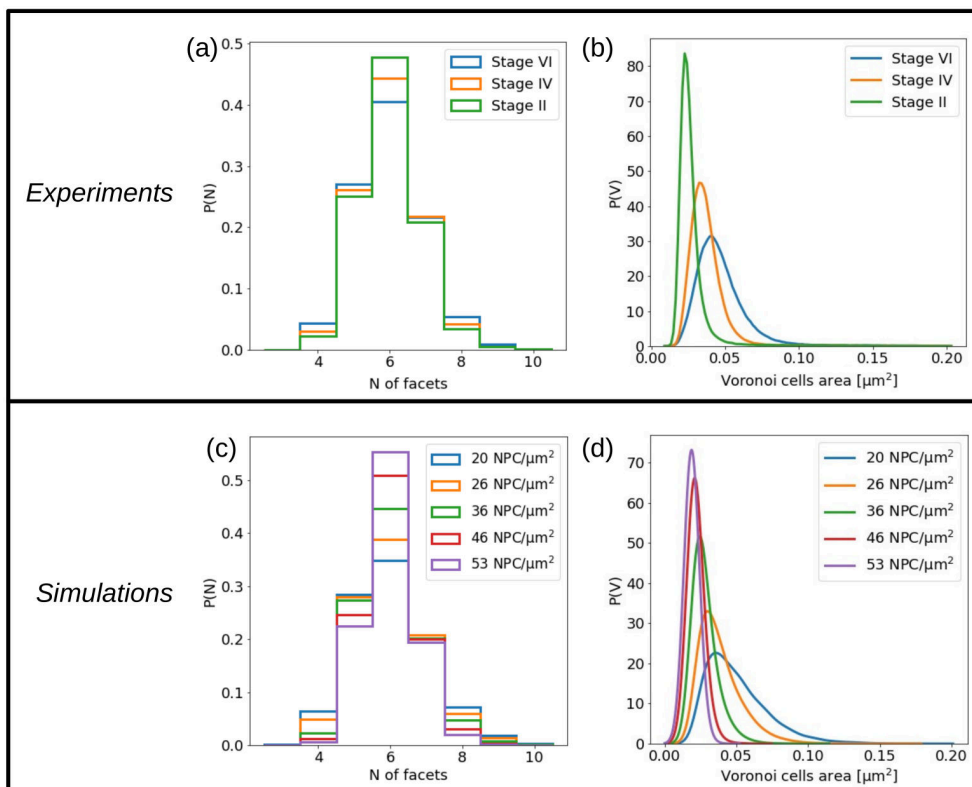 (a)
(b)
Experiments
P(N)
0.5
0.4
0.3
0.2
0.1
0.0
4 6 8 10
N of facets
Stage VI
Stage IV
Stage II
P(V)
80
70
60
50
40
30
20
10
0
0.00 0.05 0.10 0.15 0.20
Voronoi cells area [µm²]
Stage VI
Stage IV
Stage II
(c)
(d)
Simulations
P(N)
0.5
0.4
0.3
0.2
0.1
0.0
4 6 8 10
N of facets
20 NPC/µm²
26 NPC/µm²
36 NPC/µm²
46 NPC/µm²
53 NPC/µm²
P(V)
70
60
50
40
30
20
10
0
0.00 0.05 0.10 0.15 0.20
Voronoi cells area [µm²]
20 NPC/µm²
26 NPC/µm²
36 NPC/µm²
46 NPC/µm²
53 NPC/µm²